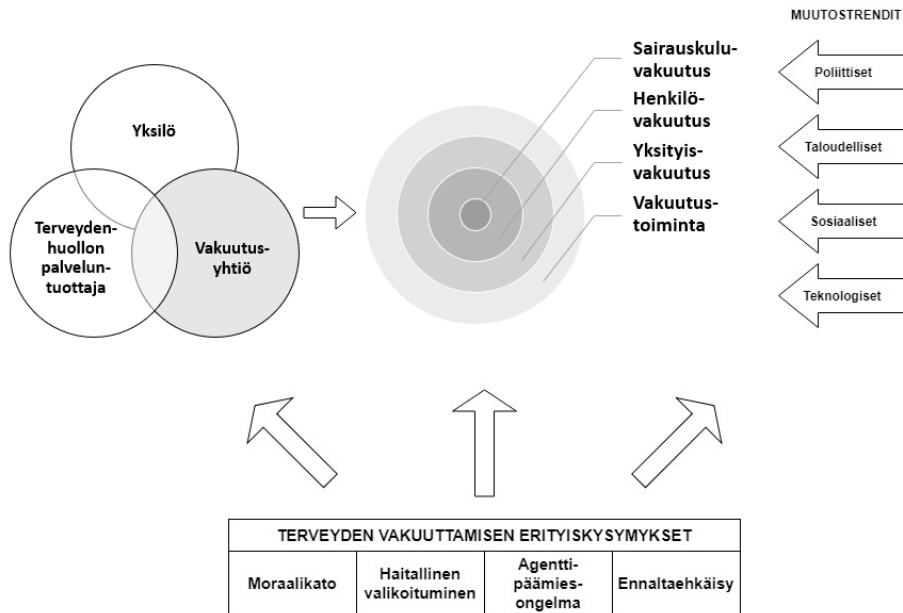 MUUTOSTRENDIT
Yksilö
Terveyden-
huollon
palvelun-
tuottaja
Vakuutus-
yhtiö
Sairauskulu-
vakuutus
Henkilö-
vakuutus
Yksityis-
vakuutus
Vakuutus-
toiminta
Poliittiset
Taloudelliset
Sosiaaliset
Teknologiset
TERVEYDEN VAKUUTTAMISEN ERITYISKYSYMYKSET
Moraalikato
Haitallinen
valikoituminen
Agentti-
päämies-
ongelma
Ennaltaehkäisy